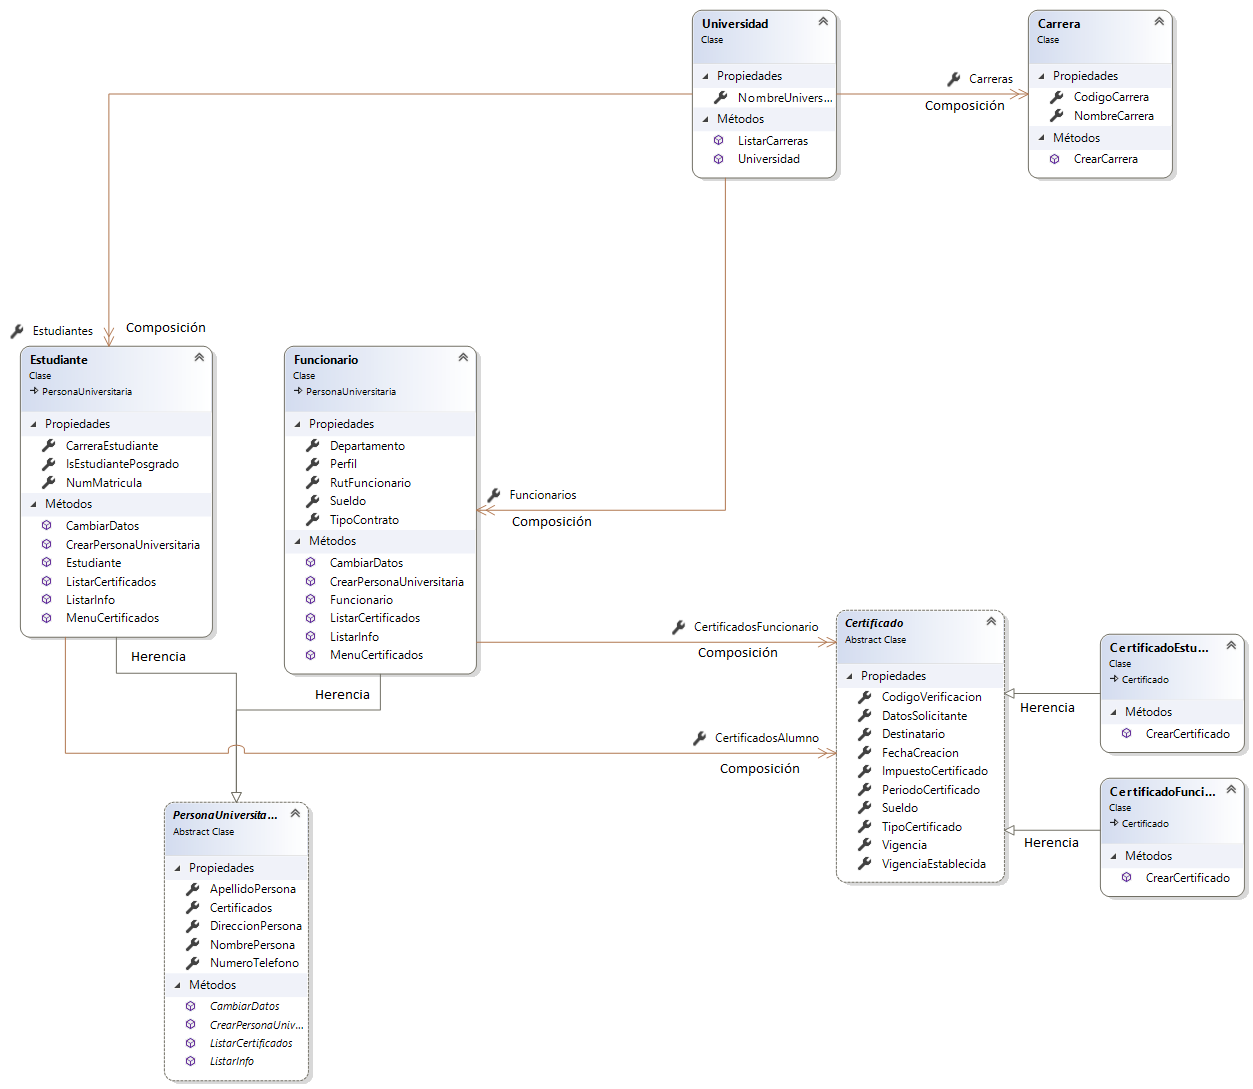 Universidad
Clase
Propiedades
NombreUnivers...
Métodos
ListarCarreras
Universidad
Carreras
Composición
Carrera
Clase
Propiedades
CodigoCarrera
NombreCarrera
Métodos
CrearCarrera
Estudiantes
Composición
Estudiante
Clase
PersonaUniversitaria
Propiedades
CarreraEstudiante
IsEstudiantePosgrado
NumMatricula
Métodos
CambiarDatos
CrearPersonaUniversitaria
Estudiante
ListarCertificados
ListarInfo
MenuCertificados
Herencia
Funcionario
Clase
PersonaUniversitaria
Propiedades
Departamento
Perfil
RutFuncionario
Sueldo
TipoContrato
Métodos
CambiarDatos
CrearPersonaUniversitaria
Funcionario
ListarCertificados
ListarInfo
MenuCertificados
Herencia
Funcionarios
Composición
CertificadosFuncionario
Composición
CertificadosAlumno
Composición
Certificado
Abstract Clase
Propiedades
CodigoVerificacion
DatosSolicitante
Destinatario
FechaCreacion
ImpuestoCertificado
PeriodoCertificado
Sueldo
TipoCertificado
Vigencia
VigenciaEstablecida
Herencia
CertificadoEstu...
Clase
Certificado
Métodos
CrearCertificado
Herencia
CertificadoFunci...
Clase
Certificado
Métodos
CrearCertificado
PersonaUniversita...
Abstract Clase
Propiedades
ApellidoPersona
Certificados
DireccionPersona
NombrePersona
NumeroTelefono
Métodos
CambiarDatos
CrearPersonaUniv...
ListarCertificados
ListarInfo